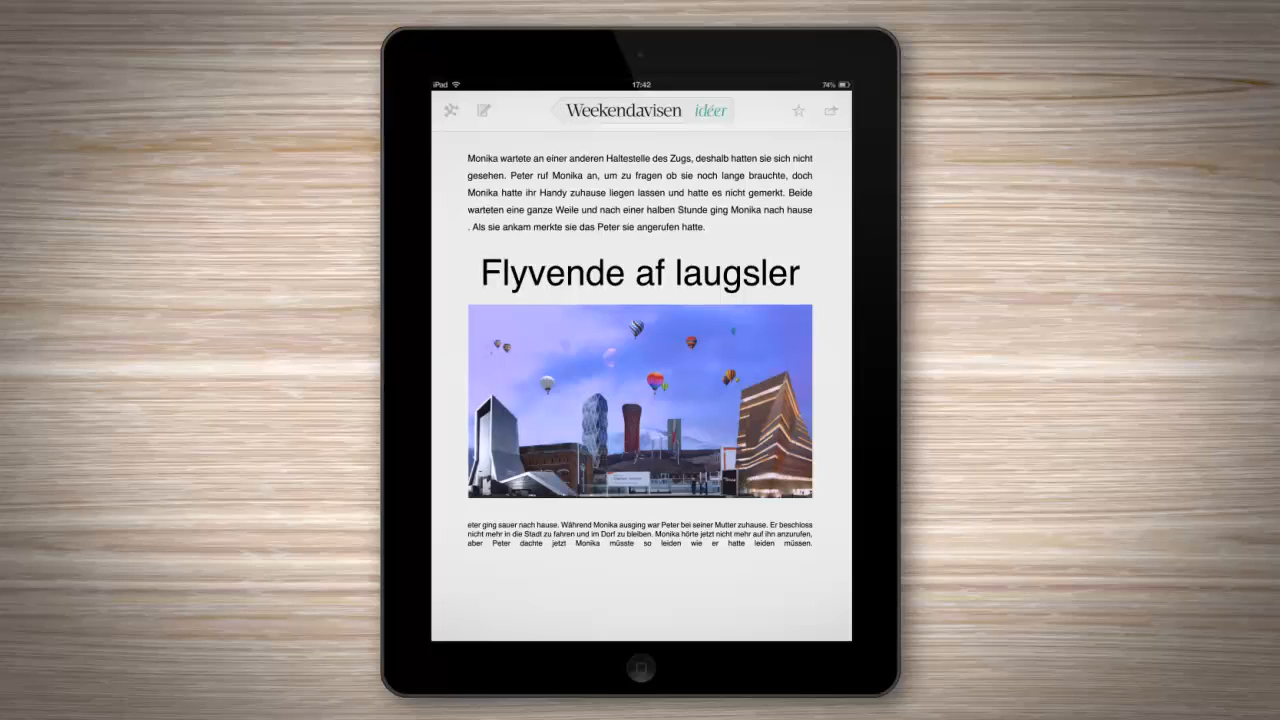 iPad 17:42 74%
Weekendavisen idéer
Monika wartete an einer anderen Haltestelle des Zugs, deshalb hatten sie sich nicht
gesehen. Peter ruf Monika an, um zu fragen ob sie noch lange brauchte, doch
Monika hatte ihr Handy zuhause liegen lassen und hatte es nicht gemerkt. Beide
warteten eine ganze Weile und nach einer halben Stunde ging Monika nach hause
. Als sie ankam merkte sie das Peter sie angerufen hatte.
Flyvende af laugsler
eter ging sauer nach hause. Während Monika ausging war Peter bei seiner Mutter zuhause. Er beschloss
nicht mehr in die Stadt zu fahren und im Dorf zu bleiben. Monika hörte jetzt nicht mehr auf ihn anzurufen,
aber Peter dachte jetzt Monika müsste so leiden wie er hatte leiden müssen.